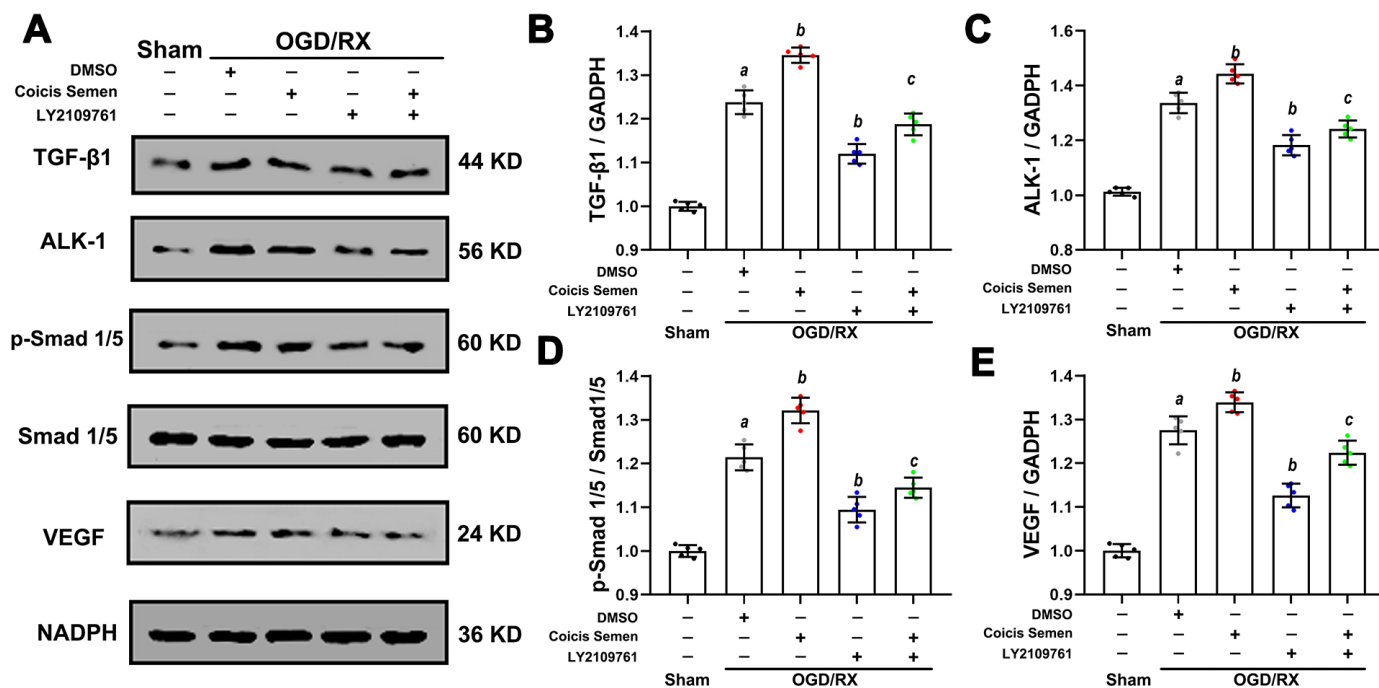 A
Sham OGD/RX
DMSO – + – – –
Coicis Semen – – + – +
LY2109761 – – – + +
TGF-β1 44 KD
ALK-1 56 KD
p-Smad 1/5 60 KD
Smad 1/5 60 KD
VEGF 24 KD
NADPH 36 KD
B
TGF-β1 / GADPH
1.4
1.3
1.2
1.1
1.0
0.9
a b b c
DMSO – + – – –
Coicis Semen – – + – +
LY2109761 – – – + +
Sham OGD/RX
C
ALK-1 / GADPH
1.6
1.4
1.2
1.0
0.8
a b b c
DMSO – + – – –
Coicis Semen – – + – +
LY2109761 – – – + +
Sham OGD/RX
D
p-Smad 1/5 / Smad1/5
1.4
1.3
1.2
1.1
1.0
0.9
a b b c
DMSO – + – – –
Coicis Semen – – + – +
LY2109761 – – – + +
Sham OGD/RX
E
VEGF / GADPH
1.4
1.3
1.2
1.1
1.0
0.9
a b b c
DMSO – + – – –
Coicis Semen – – + – +
LY2109761 – – – + +
Sham OGD/RX